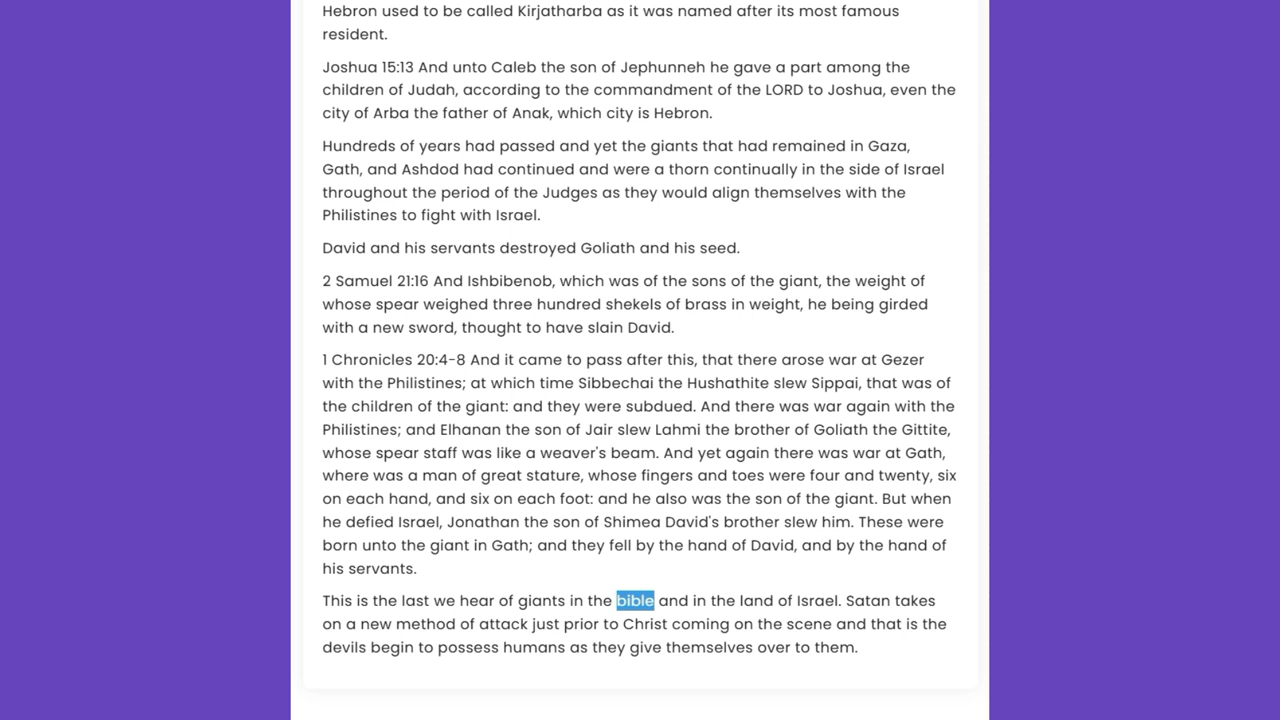 Hebron used to be called Kirjatharba as it was named after its most famous
resident.
Joshua 15:13 And unto Caleb the son of Jephunneh he gave a part among the
children of Judah, according to the commandment of the LORD to Joshua, even the
city of Arba the father of Anak, which city is Hebron.
Hundreds of years had passed and yet the giants that had remained in Gaza,
Gath, and Ashdod had continued and were a thorn continually in the side of Israel
throughout the period of the Judges as they would align themselves with the
Philistines to fight with Israel.
David and his servants destroyed Goliath and his seed.
2 Samuel 21:16 And Ishbibenob, which was of the sons of the giant, the weight of
whose spear weighed three hundred shekels of brass in weight, he being girded
with a new sword, thought to have slain David.
1 Chronicles 20:4-8 And it came to pass after this, that there arose war at Gezer
with the Philistines; at which time Sibbechai the Hushathite slew Sippai, that was of
the children of the giant: and they were subdued. And there was war again with the
Philistines; and Elhanan the son of Jair slew Lahmi the brother of Goliath the Gittite,
whose spear staff was like a weaver's beam. And yet again there was war at Gath,
where was a man of great stature, whose fingers and toes were four and twenty, six
on each hand, and six on each foot: and he also was the son of the giant. But when
he defied Israel, Jonathan the son of Shimea David's brother slew him. These were
born unto the giant in Gath; and they fell by the hand of David, and by the hand of
his servants.
This is the last we hear of giants in the bible and in the land of Israel. Satan takes
on a new method of attack just prior to Christ coming on the scene and that is the
devils begin to possess humans as they give themselves over to them.